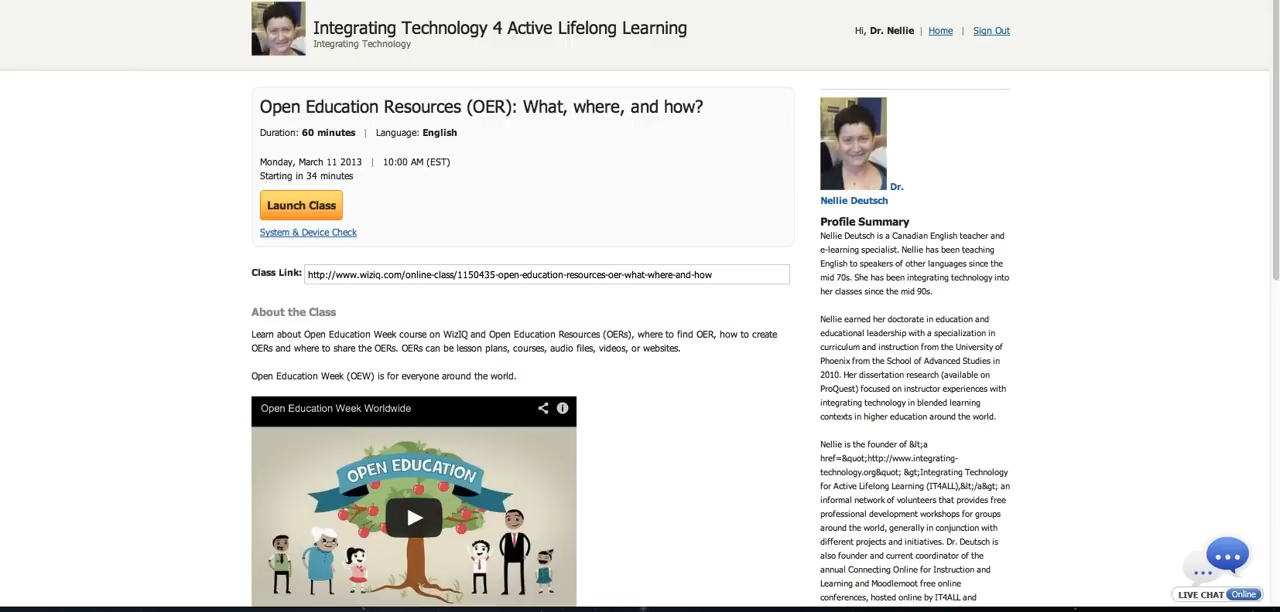 Integrating Technology 4 Active Lifelong Learning
Integrating Technology
Hi, Dr. Nellie | Home | Sign Out
Open Education Resources (OER): What, where, and how?
Duration: 60 minutes | Language: English
Monday, March 11 2013 | 10:00 AM (EST)
Starting in 34 minutes
Launch Class
System & Device Check
Class Link: http://www.wiziq.com/online-class/1150435-open-education-resources-oer-what-where-and-how
About the Class
Learn about Open Education Week course on WizIQ and Open Education Resources (OERs), where to find OER, how to create
OERs and where to share the OERs. OERs can be lesson plans, courses, audio files, videos, or websites.
Open Education Week (OEW) is for everyone around the world.
Open Education Week Worldwide
OPEN EDUCATION
Dr.
Nellie Deutsch
Profile Summary
Nellie Deutsch is a Canadian English teacher and
e-learning specialist. Nellie has been teaching
English to speakers of other languages since the
mid 70s. She has been integrating technology into
her classes since the mid 90s.
Nellie earned her doctorate in education and
educational leadership with a specialization in
curriculum and instruction from the University of
Phoenix from the School of Advanced Studies in
2010. Her dissertation research (available on
ProQuest) focused on instructor experiences with
integrating technology in blended learning
contexts in higher education around the world.
Nellie is the founder of &lt;a
href=&quot;http://www.integrating-
technology.org&quot; &gt;Integrating Technology
for Active Lifelong Learning (IT4ALL),&lt;/a&gt; an
informal network of volunteers that provides free
professional development workshops for groups
around the world, generally in conjunction with
different projects and initiatives. Dr. Deutsch is
also founder and current coordinator of the
annual Connecting Online for Instruction and
Learning and Moodlemoot free online
conferences, hosted online by IT4ALL and
LIVE CHAT Online